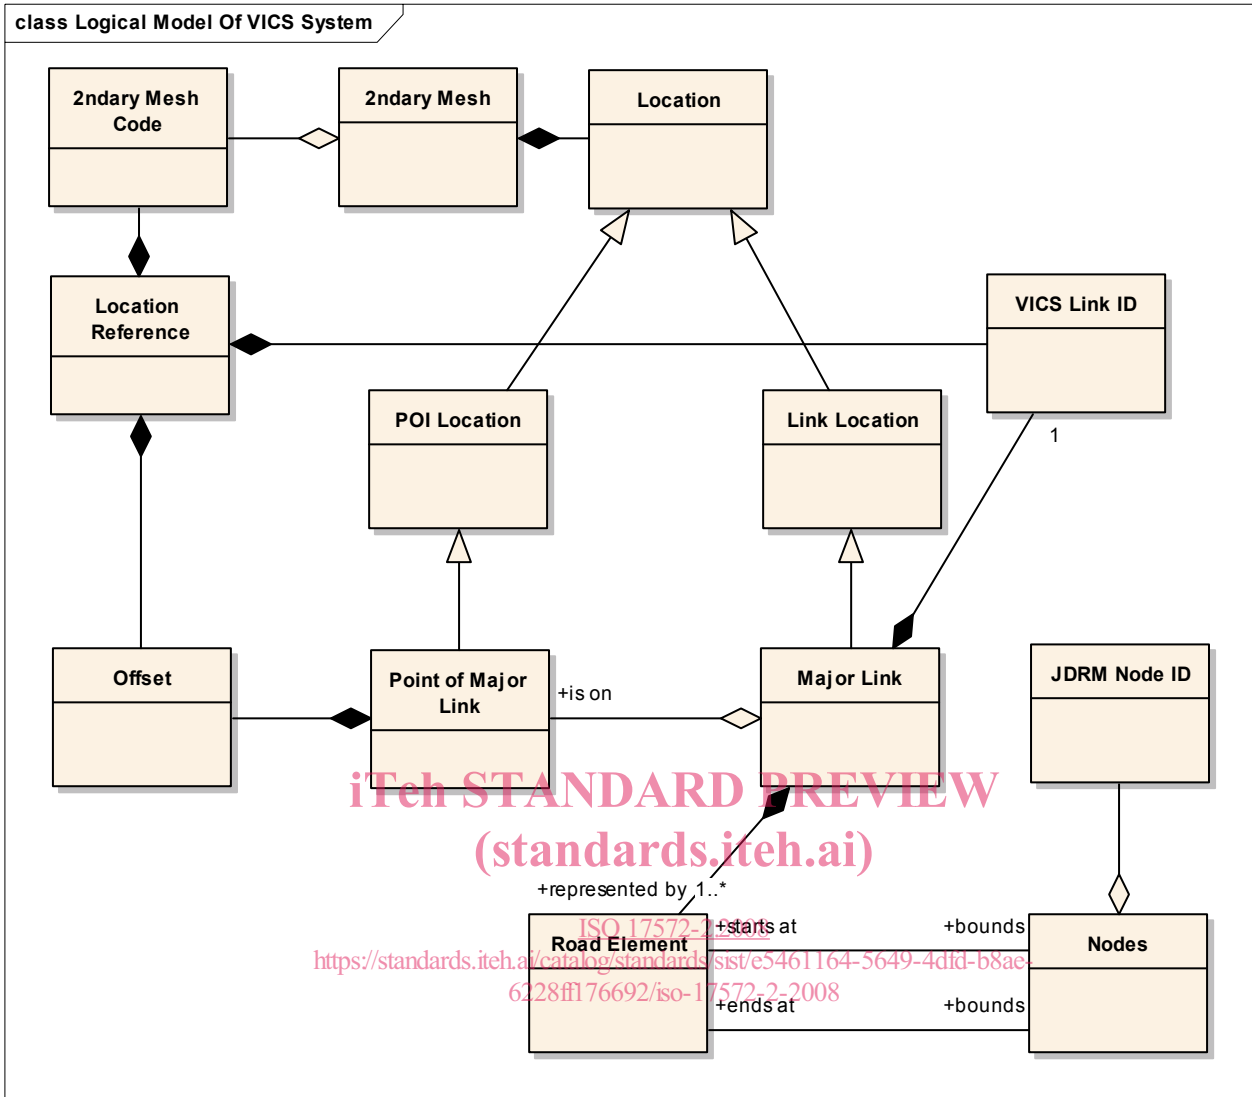 class Logical Model Of VICS System
2ndary Mesh
Code
2ndary Mesh
Location
Location
Reference
VICS Link ID
POI Location
Link Location
1
Offset
Point of Major
Link
+is on
Major Link
JDRM Node ID
iTeh STANDARD PREVIEW
(standards.iteh.ai)
+represented by 1..*
ISO 17572-2:2008
+starts at
+bounds
Road Element
Nodes
https://standards.iteh.ai/catalog/standards/sist/e5461164-5649-4dfd-b8ae-
6228ff176692/iso-17572-2-2008
+ends at
+bounds